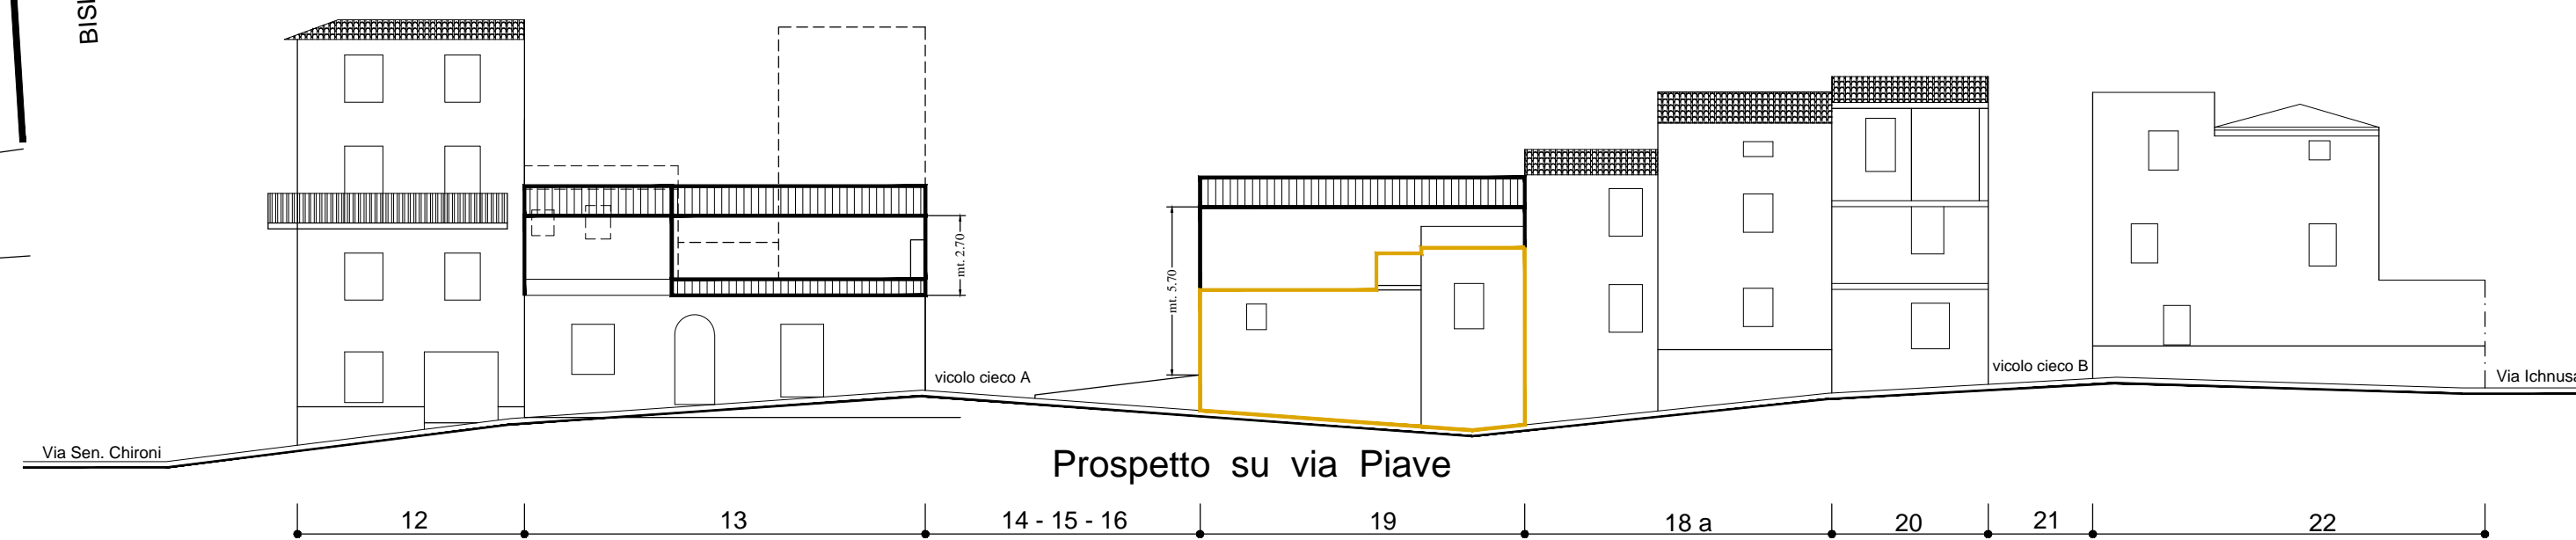 BISI
mt. 2.70
mt. 5.70
vicolo cieco A
vicolo cieco B
Via Ichnusa
Via Sen. Chironi
Prospetto su via Piave
12
13
14 - 15 - 16
19
18 a
20
21
22